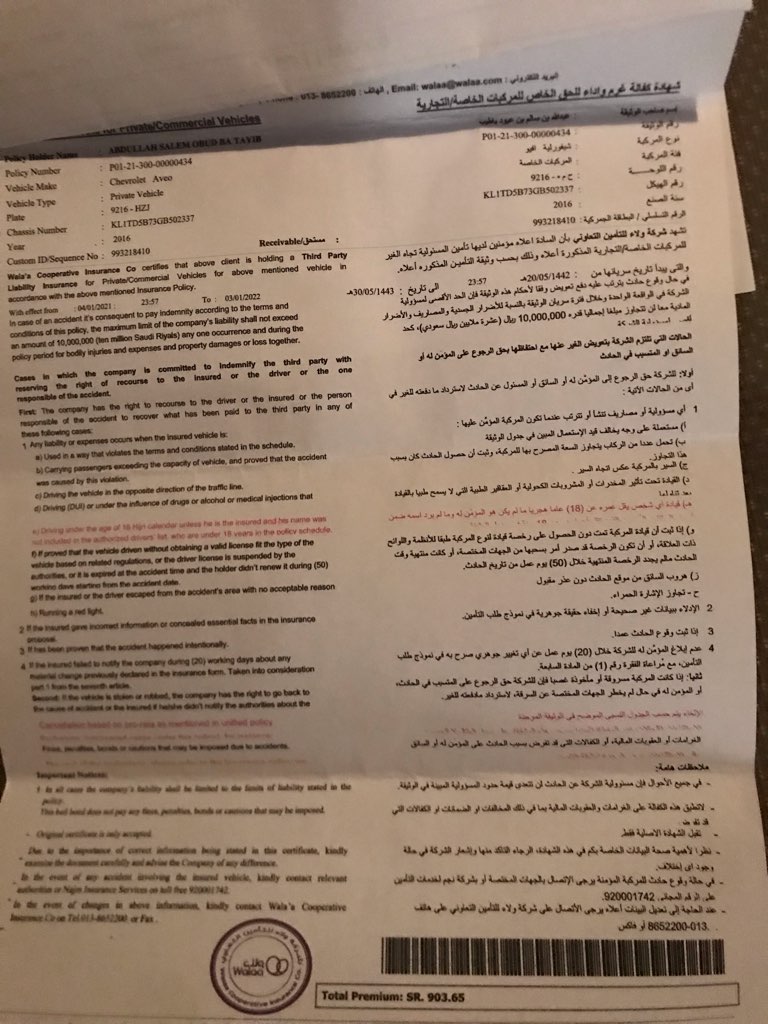 البريد الالكتروني : Email: walaa@walaa.com , الهاتف : 013- 8652200
شهادة كفالة غرم واداء للحق الخاص للمركبات الخاصة/التجارية
Private/Commercial Vehicles
Policy Holder Name : ABDULLAH SALEM OBUD BA TAYIB
Policy Number : P01-21-300-00000434
Vehicle Make : Chevrolet Aveo
Vehicle Type : Private Vehicle
Plate : 9216 - HZJ
Chassis Number : KL1TD5B73GB502337
Year : 2016
Custom ID/Sequence No : 993218410
Receivable/مستحق :
Wala'a Cooperative Insurance Co certifies that above client is holding a Third Party
Liability Insurance for Private/Commercial Vehicles for above mentioned vehicle in
accordance with the above mentioned Insurance Policy.
With effect from : 04/01/2021 : 23:57 To : 03/01/2022
In case of an accident it's consequent to pay indemnity according to the terms and
conditions of this policy, the maximum limit of the company's liability shall not exceed
an amount of 10,000,000 (ten million Saudi Riyals) any one occurrence and during the
policy period for bodily injuries and expenses and property damages or loss together.
Cases in which the company is committed to indemnify the third party with
reserving the right of recourse to the insured or the driver or the one
responsible of the accident.
First: The company has the right to recourse to the driver or the insured or the person
responsible of the accident to recover what has been paid to the third party in any of
these following cases:
1 Any liability or expenses occurs when the insured vehicle is:
a) Used in a way that violates the terms and conditions stated in the schedule.
b) Carrying passengers exceeding the capacity of vehicle, and proved that the accident
was caused by this violation.
c) Driving the vehicle in the opposite direction of the traffic line.
d) Driving (DUI) or under the influence of drugs or alcohol or medical injections that
e) Driving under the age of 18 Hijri calendar unless he is the insured and his name was
not included in the authorized drivers' list, who are under 18 years in the policy schedule.
f) If proved that the vehicle driven without obtaining a valid license fit the type of the
vehicle based on related regulations, or the driver license is suspended by the
authorities, or it is expired at the accident time and the holder didn't renew it during (50)
working days starting from the accident date.
g) If the insured or the driver escaped from the accident's area with no acceptable reason
h) Running a red light.
2 If the insured gave incorrect information or concealed essential facts in the insurance
proposal.
3 If has been proven that the accident happened intentionally.
4 If the insured failed to notify the company during (20) working days about any
material change previously declared in the insurance form. Taken into consideration
part 1 from the seventh article.
Second: If the vehicle is stolen or robbed, the company has the right to go back to
the cause of accident or the insured if he/she didn't notify the authorities about the
Cancellation based on pro-rata as mentioned in unified policy
Fines, penalties, bonds or cautions that may be imposed due to accidents.
Important Notices:
1 In all cases the company's liability shall be limited to the limits of liability stated in the
policy.
This bail bond does not pay any fines, penalties, bonds or cautions that may be imposed.
- Original certificate is only accepted.
Due to the importance of correct information being stated in this certificate, kindly
examine the document carefully and advise the Company of any difference.
- In the event of any accident involving the insured vehicle, kindly contact relevant
authorities or Najm Insurance Services on toll free 920001742.
- In the event of changes in above information, kindly contact Wala'a Cooperative
Insurance Co on Tel.013-8652200 or Fax .
اسم صاحب الوثيقة : عبدالله بن سالم بن عبود باطيب
رقم الوثيقة : P01-21-300-00000434
نوع المركبة : شيفورلية افيو
فئة المركبة : المركبات الخاصة
رقم اللوحـــة : 9216 -
رقم الهيكل : KL1TD5B73GB502337
سنة الصنع : 2016
الرقم التسلسلي / البطاقة الجمركية : 993218410
تشهد شركة ولاء للتأمين التعاوني بأن السادة اعلاه مؤمنين لديها تأمين المسئولية تجاه الغير
للمركبات الخاصة/التجارية المذكورة أعلاه وذلك بحسب وثيقة التأمين المذكوره أعلاه.
والتي يبدأ تاريخ سريانها من : 20/05/1442هـ 23:57 الى تاريخ : 30/05/1443هـ
في حال وقوع حادث يترتب عليه دفع تعويض وفقا لأحكام هذه الوثيقة فإن الحد الأقصى لمسؤولية
الشركة في الواقعة الواحدة وخلال فترة سريان الوثيقة بالنسبة للأضرار الجسدية والمصاريف والأضرار
المادية معا لن تتجاوز مبلغا إجماليا قدره 10,000,000 ريال (عشرة ملايين ريال سعودي)، كحد
الحالات التي تلتزم الشركة بتعويض الغير عنها مع احتفاظها بحق الرجوع على المؤمن له أو
السائق او المتسبب في الحادث
أولا: للشركة حق الرجوع إلى المؤمن له أو السائق أو المسئول عن الحادث لاسترداد ما دفعته للغير في
أي من الحالات الآتية :
1 أي مسؤولية أو مصاريف تنشأ أو تترتب عندما تكون المركبة المؤمن عليها :
أ) مستعملة على وجه يخالف قيد الإستعمال المبين في جدول الوثيقة
ب) تحمل عددا من الركاب يتجاوز السعة المصرح بها للمركبة، وثبت أن حصول الحادث كان بسبب
هذا التجاوز.
ج) السير بالمركبة عكس اتجاه السير .
د) القيادة تحت تأثير المخدرات أو المشروبات الكحولية أو العقاقير الطبية التي لا يسمح طبيا بالقيادة
هـ) قيادة أي شخص يقل عمره عن (18) عاما هجريا ما لم يكن هو المؤمن له وما لم يرد اسمه ضمن
و) إذا ثبت أن قيادة المركبة تمت دون الحصول على رخصة قيادة لنوع المركبة طبقا للأنظمة واللوائح
ذات العلاقة، أو أن تكون الرخصة قد صدر أمر بسحبها من الجهات المختصة، أو كانت منتهية وقت
الحادث مالم يجدد الرخصة المنتهية خلال (50) يوم عمل من تاريخ الحادث.
ز) هروب السائق من موقع الحادث دون عذر مقبول
ح - تجاوز الإشارة الحمراء.
2 الإدلاء ببيانات غير صحيحة أو إخفاء حقيقة جوهرية في نموذج طلب التأمين.
3 إذا ثبت وقوع الحادث عمدا.
4 عدم إبلاغ المؤمن له للشركة خلال (20) يوم عمل عن أي تغيير جوهري صرح به في نموذج طلب
التأمين، مع مراعاة الفقرة رقم (1) من المادة السابعة.
ثانيها: إذا كانت المركبة مسروقة أو مأخوذة غصبا فإن للشركة حق الرجوع على المتسبب في الحادث،
أو المؤمن له في حال لم يخطر الجهات المختصة عن السرقة، لاسترداد مادفعته للغير.
الإلغاء يتم حسب الجدول النسبي الموضح في الوثيقة الموحدة
الغرامات أو العقوبات المالية، أو الكفالات التي قد تفرض بسبب الحادث على المؤمن له أو السائق
ملاحظات هامة:
- في جميع الأحوال فإن مسؤولية الشركة عن الحادث لن تتعدى قيمة حدود المسؤولية المبينة في الوثيقة.
- لاتطبق هذه الكفالة على الغرامات والعقوبات المالية بما في ذلك المخالفات او الضمانات او الكفالات التي
قد تفرض.
- تقبل الشهادة الاصلية فقط
- نظرا لأهمية صحة البيانات الخاصة بكم في هذه الشهادة، الرجاء التأكد منها وإشعار الشركة في حالة
وجود اي إختلاف.
- في حالة وقوع حادث للمركبة المؤمنة يرجى الإتصال بالجهات المختصة أو بشركة نجم لخدمات التأمين
على الرقم المجاني 920001742.
- عند الحاجة إلى تعديل البيانات أعلاه يرجى الأتصال على شركة ولاء للتأمين التعاوني على هاتف
013-8652200 أو فاكس .
ولاء
Walaa
Walaa Cooperative Insurance Co.
Total Premium: SR. 903.65